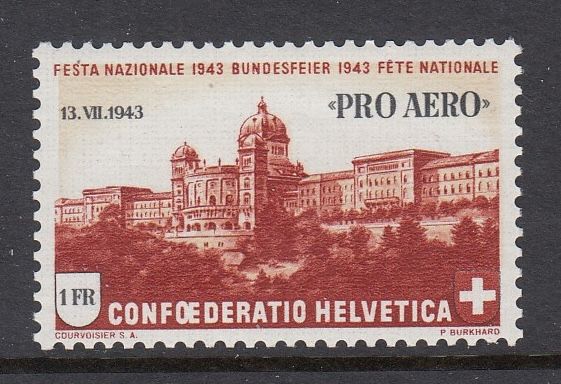 FESTA NAZIONALE 1943 BUNDESFEIER 1943 FÊTE NATIONALE
13.VII.1943 «PRO AERO»
1 FR CONFŒDERATIO HELVETICA
COURVOISIER S.A. P. BURKHARD